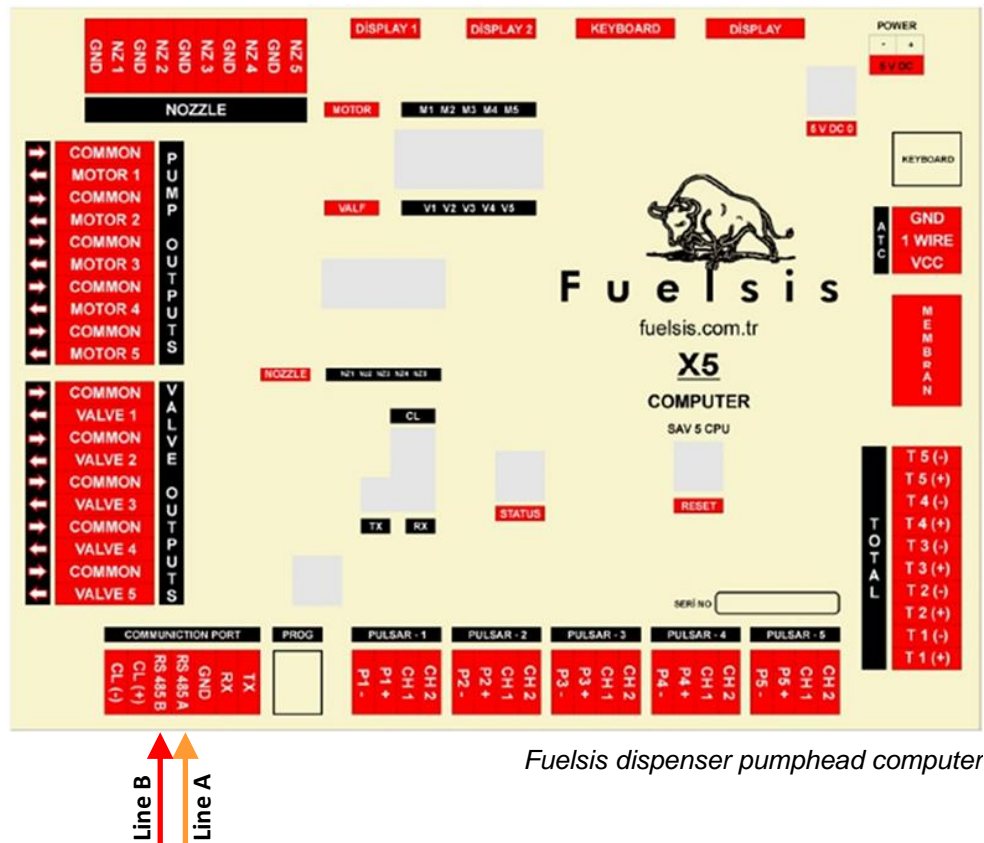 DİSPLAY 1 DİSPLAY 2 KEYBOARD DİSPLAY
POWER
- +
5 V DC
GND NZ 1 GND NZ 2 GND NZ 3 GND NZ 4 GND NZ 5
NOZZLE
MOTOR M1 M2 M3 M4 M5
5 V DC 0
KEYBOARD
COMMON
MOTOR 1
COMMON
MOTOR 2
COMMON
MOTOR 3
COMMON
MOTOR 4
COMMON
MOTOR 5
PUMP OUTPUTS
VALF V1 V2 V3 V4 V5
ATC
GND
1 WIRE
VCC
Fuelsis
fuelsis.com.tr
X5
COMPUTER
SAV 5 CPU
MEMBRAN
NOZZLE NZ1 NU2 NZ3 NZ4 NZ5
CL
COMMON
VALVE 1
COMMON
VALVE 2
COMMON
VALVE 3
COMMON
VALVE 4
COMMON
VALVE 5
VALVE OUTPUTS
TX RX
STATUS
RESET
TOTAL
T 5 (-)
T 5 (+)
T 4 (-)
T 4 (+)
T 3 (-)
T 3 (+)
T 2 (-)
T 2 (+)
T 1 (-)
T 1 (+)
SERİ NO
COMMUNICTION PORT PROG PULSAR - 1 PULSAR - 2 PULSAR - 3 PULSAR - 4 PULSAR - 5
CL (-) CL (+) RS 485 B RS 485 A GND RX TX
P1 - P1 + CH 1 CH 2
P2- P2 + CH 1 CH 2
P3 - P3 + CH 1 CH 2
P4 - P4 + CH 1 CH 2
P5 - P5 + CH 1 CH 2
Fuelsis dispenser pumphead computer
Line B
Line A